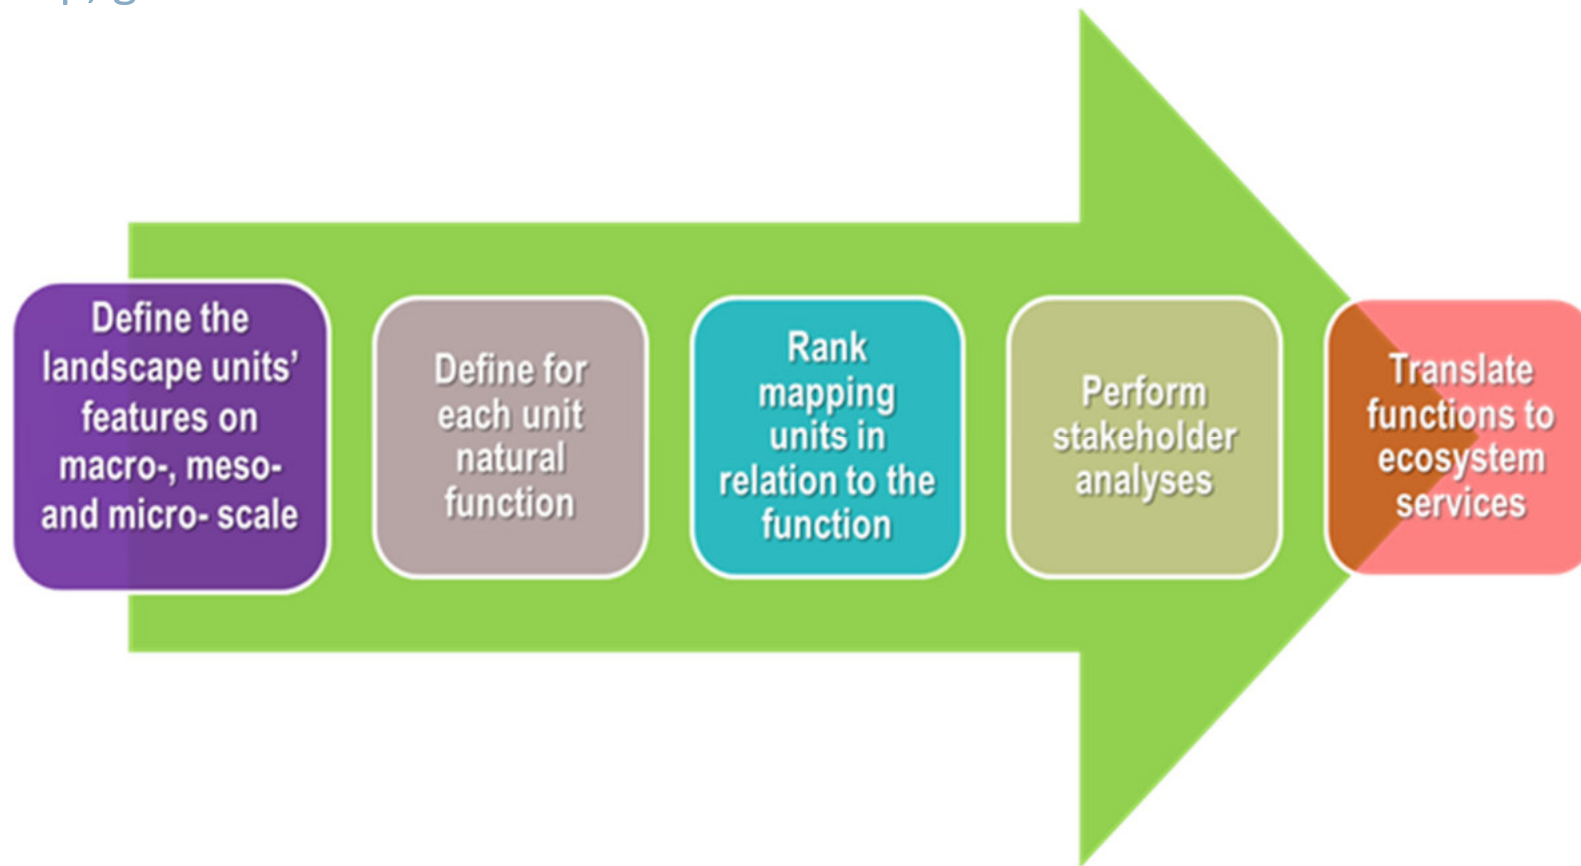 Define the
landscape units’
features on
macro-, meso-
and micro- scale
Define for
each unit
natural
function
Rank
mapping
units in
relation to the
function
Perform
stakeholder
analyses
Translate
functions to
ecosystem
services